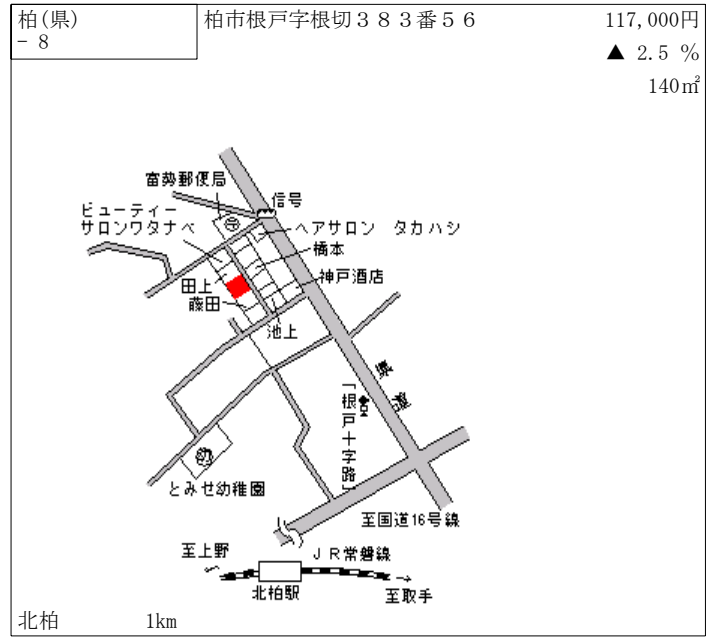 柏(県)
- 8
柏市根戸字根切３８３番５６
117,000円
▲ 2.5 %
140㎡
富勢郵便局
信号
ビューティー
サロンワタナベ
ヘアサロン　タカハシ
橋本
田上
神戸酒店
藤田
池上
県道
「根戸十字路」
とみせ幼稚園
至国道16号線
至上野
ＪＲ常磐線
北柏駅
至取手
北柏　1km